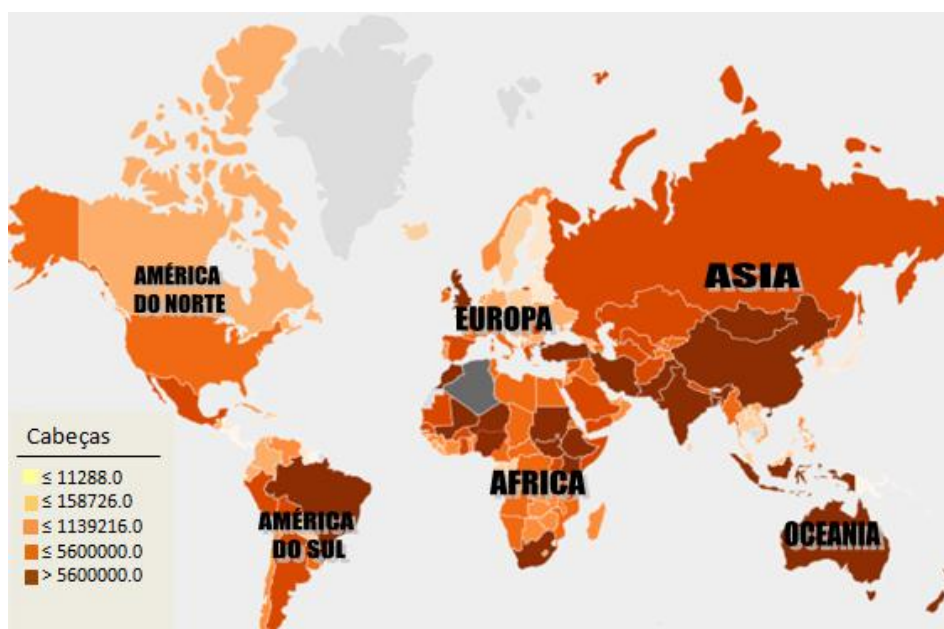 AMÉRICA
DO NORTE
EUROPA
ASIA
AFRICA
AMÉRICA
DO SUL
OCEANIA
Cabeças
≤ 11288.0
≤ 158726.0
≤ 1139216.0
≤ 5600000.0
> 5600000.0